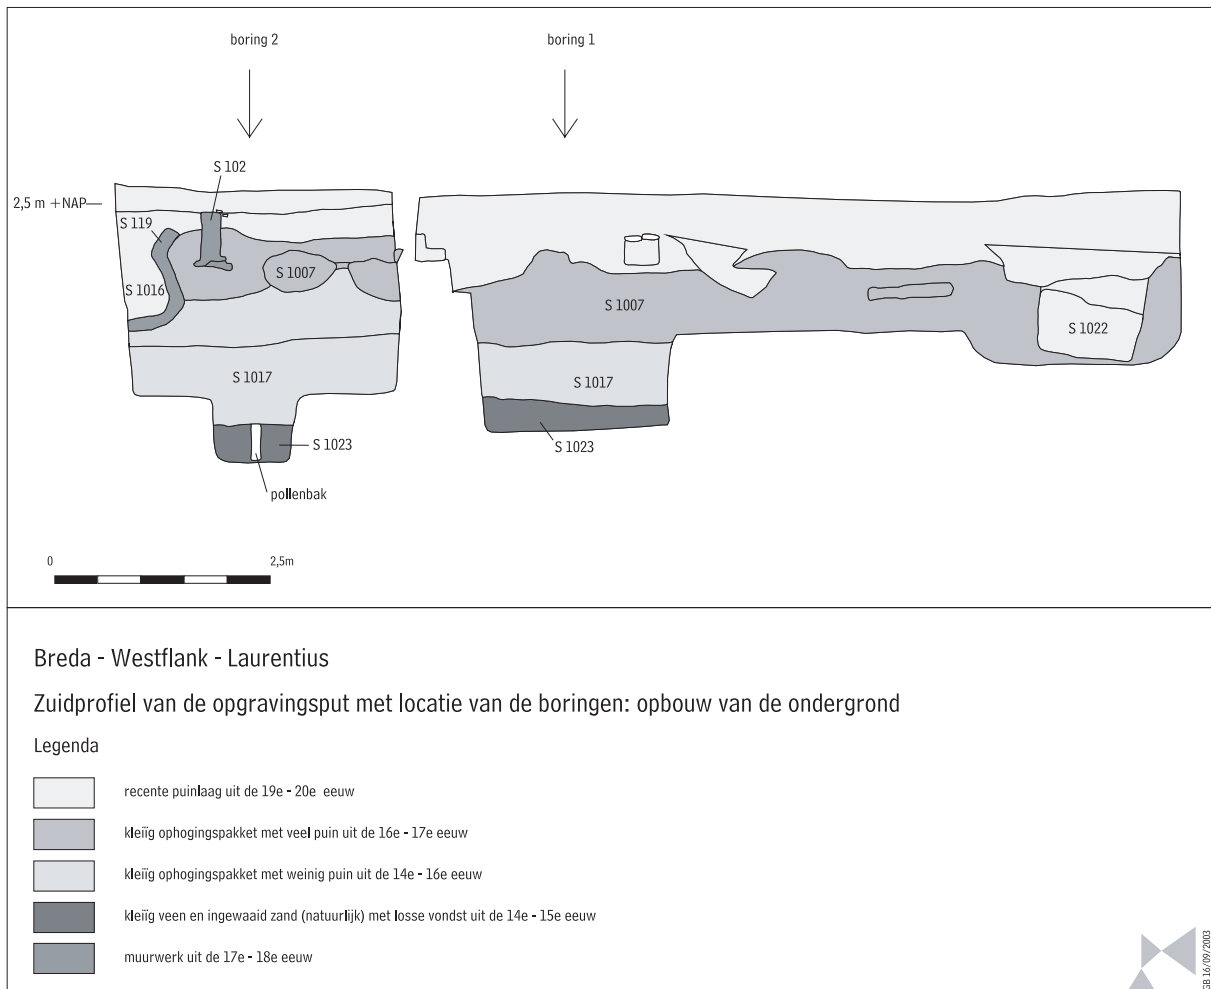 boring 2
boring 1
S 102
2,5 m +NAP
S 119
S 1007
S 1016
S 1007
S 1022
S 1017
S 1017
S 1023
S 1023
pollenbak
0
2,5m
Breda - Westflank - Laurentius
Zuidprofiel van de opgravingsput met locatie van de boringen: opbouw van de ondergrond
Legenda
recente puinlaag uit de 19e - 20e eeuw
kleiïg ophogingspakket met veel puin uit de 16e - 17e eeuw
kleiïg ophogingspakket met weinig puin uit de 14e - 16e eeuw
kleiïg veen en ingewaaid zand (natuurlijk) met losse vondst uit de 14e - 15e eeuw
muurwerk uit de 17e - 18e eeuw
GB 16/09/2003